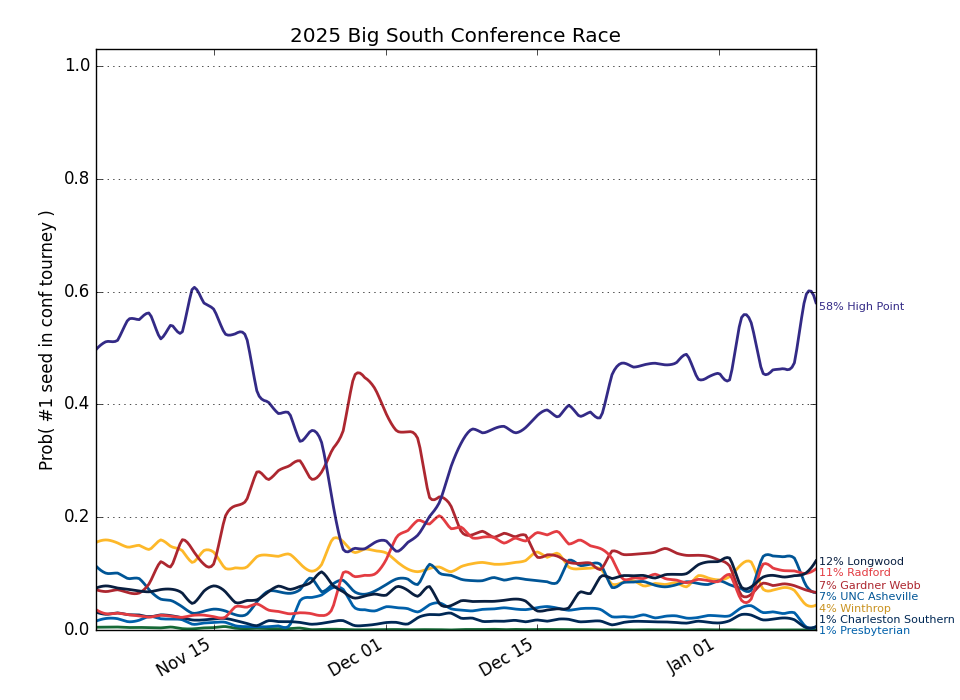 2025 Big South Conference Race
Prob( #1 seed in conf tourney )
1.0
0.8
0.6
0.4
0.2
0.0
Nov 15
Dec 01
Dec 15
Jan 01
58% High Point
12% Longwood
11% Radford
7% Gardner Webb
7% UNC Asheville
4% Winthrop
1% Charleston Southern
1% Presbyterian